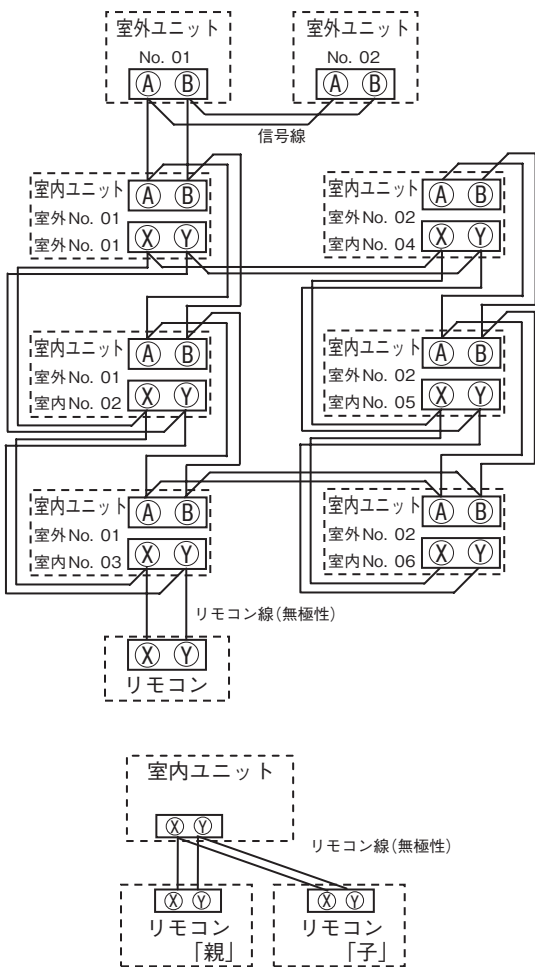 室外ユニット
No. 01
Ⓐ Ⓑ
室外ユニット
No. 02
Ⓐ Ⓑ
信号線
室内ユニット
室外No. 01
室外No. 01
Ⓐ Ⓑ
Ⓧ Ⓨ
室内ユニット
室外No. 02
室内No. 04
Ⓐ Ⓑ
Ⓧ Ⓨ
室内ユニット
室外No. 01
室内No. 02
Ⓐ Ⓑ
Ⓧ Ⓨ
室内ユニット
室外No. 02
室内No. 05
Ⓐ Ⓑ
Ⓧ Ⓨ
室内ユニット
室外No. 01
室内No. 03
Ⓐ Ⓑ
Ⓧ Ⓨ
室内ユニット
室外No. 02
室内No. 06
Ⓐ Ⓑ
Ⓧ Ⓨ
リモコン線(無極性)
Ⓧ Ⓨ
リモコン
室内ユニット
Ⓧ Ⓨ
リモコン線(無極性)
Ⓧ Ⓨ
リモコン
「親」
Ⓧ Ⓨ
リモコン
「子」